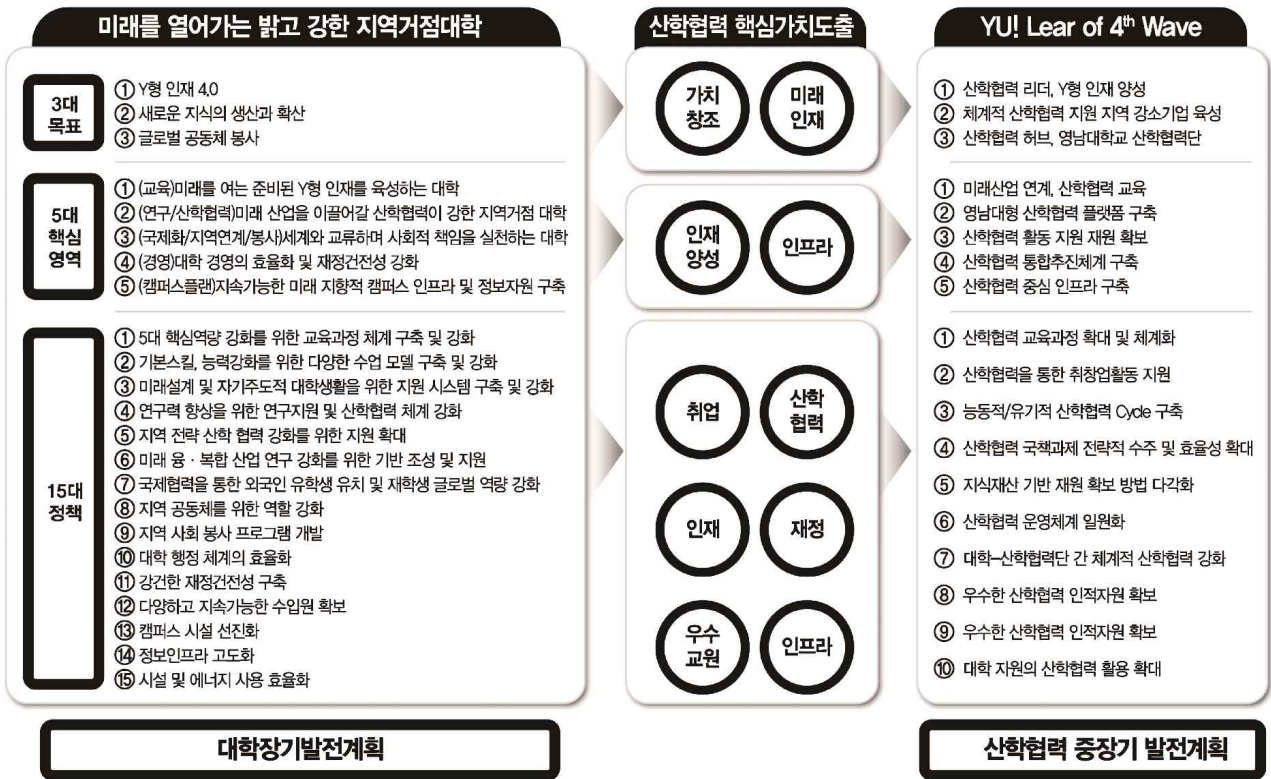 미래를 열어가는 밝고 강한 지역거점대학
3대
목표
① Y형 인재 4.0
② 새로운 지식의 생산과 확산
③ 글로벌 공동체 봉사
5대
핵심
영역
① (교육)미래를 여는 준비된 Y형 인재를 육성하는 대학
② (연구/산학협력)미래 산업을 이끌어갈 산학협력이 강한 지역거점 대학
③ (국제화/지역연계/봉사)세계와 교류하며 사회적 책임을 실천하는 대학
④ (경영)대학 경영의 효율화 및 재정건전성 강화
⑤ (캠퍼스플랜)지속가능한 미래 지향적 캠퍼스 인프라 및 정보자원 구축
15대
정책
① 5대 핵심역량 강화를 위한 교육과정 체계 구축 및 강화
② 기본스킬, 능력강화를 위한 다양한 수업 모델 구축 및 강화
③ 미래설계 및 자기주도적 대학생활을 위한 지원 시스템 구축 및 강화
④ 연구력 향상을 위한 연구지원 및 산학협력 체계 강화
⑤ 지역 전략 산학 협력 강화를 위한 지원 확대
⑥ 미래 융·복합 산업 연구 강화를 위한 기반 조성 및 지원
⑦ 국제협력을 통한 외국인 유학생 유치 및 재학생 글로벌 역량 강화
⑧ 지역 공동체를 위한 역할 강화
⑨ 지역 사회 봉사 프로그램 개발
⑩ 대학 행정 체계의 효율화
⑪ 강건한 재정건전성 구축
⑫ 다양하고 지속가능한 수입원 확보
⑬ 캠퍼스 시설 선진화
⑭ 정보인프라 고도화
⑮ 시설 및 에너지 사용 효율화
대학장기발전계획
산학협력 핵심가치도출
가치
창조
미래
인재
인재
양성
인프라
취업
산학
협력
인재
재정
우수
교원
인프라
YU! Lear of 4th Wave
① 산학협력 리더, Y형 인재 양성
② 체계적 산학협력 지원 지역 강소기업 육성
③ 산학협력 허브, 영남대학교 산학협력단
① 미래산업 연계, 산학협력 교육
② 영남대형 산학협력 플랫폼 구축
③ 산학협력 활동 지원 재원 확보
④ 산학협력 통합추진체계 구축
⑤ 산학협력 중심 인프라 구축
① 산학협력 교육과정 확대 및 체계화
② 산학협력을 통한 취창업활동 지원
③ 능동적/유기적 산학협력 Cycle 구축
④ 산학협력 국책과제 전략적 수주 및 효율성 확대
⑤ 지식재산 기반 재원 확보 방법 다각화
⑥ 산학협력 운영체계 일원화
⑦ 대학-산학협력단 간 체계적 산학협력 강화
⑧ 우수한 산학협력 인적자원 확보
⑨ 우수한 산학협력 인적자원 확보
⑩ 대학 자원의 산학협력 활용 확대
산학협력 중장기 발전계획